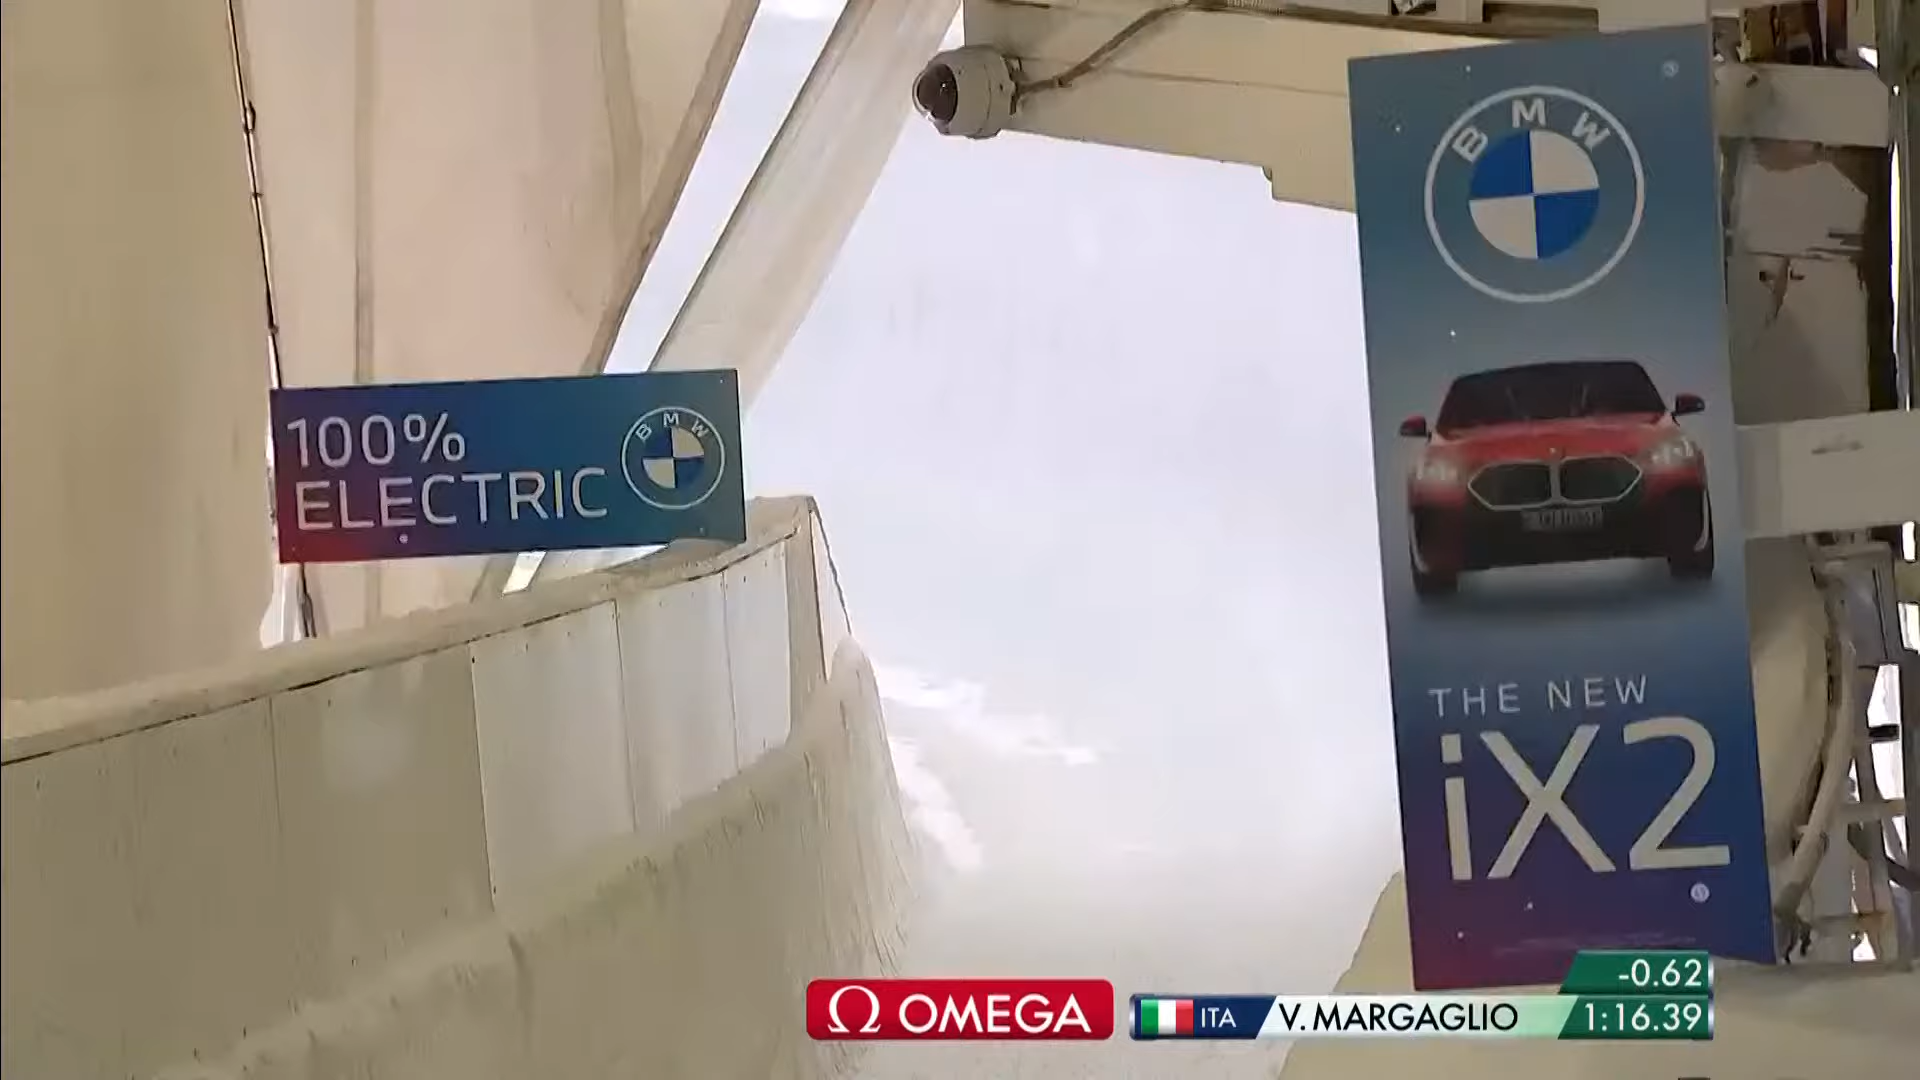 BMW
100%
ELECTRIC
BMW
THE NEW
iX2
-0.62
Ω OMEGA
ITA
V. MARGAGLIO
1:16.39